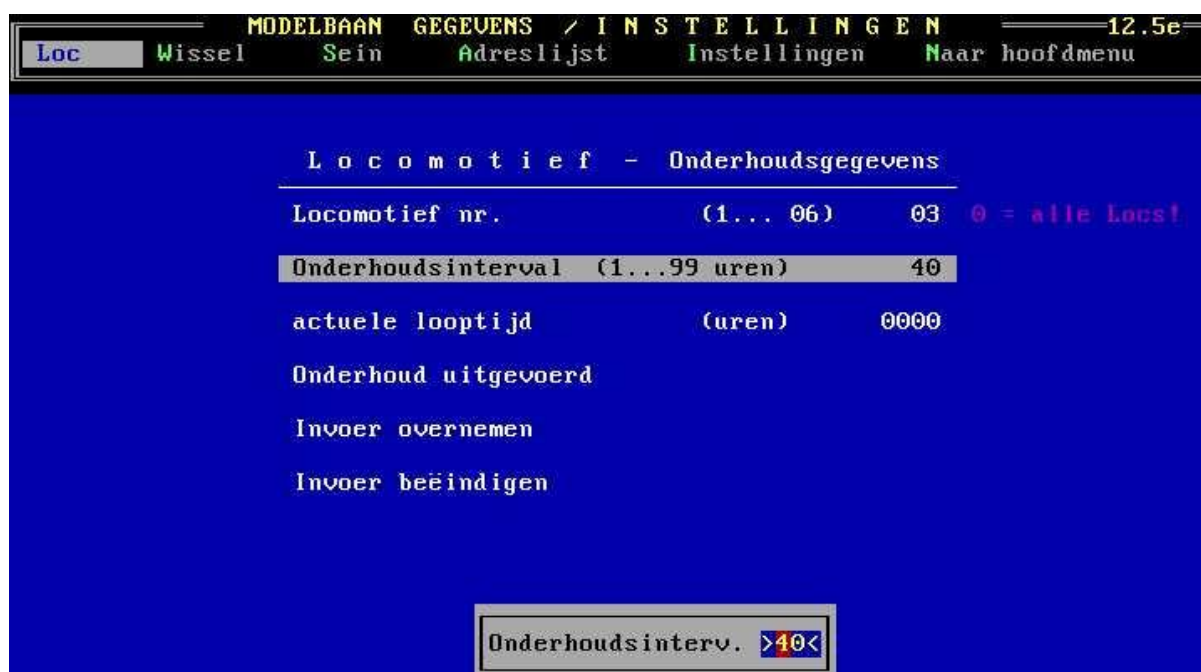 MODELBAAN GEGEVENS / I N S T E L L I N G E N 12.5e
Loc Wissel Sein Adreslijst Instellingen Naar hoofdmenu
L o c o m o t i e f - Onderhoudsgegevens
Locomotief nr. (1... 06) 03 0 = alle Locs!
Onderhoudsinterval (1...99 uren) 40
actuele looptijd (uren) 0000
Onderhoud uitgevoerd
Invoer overnemen
Invoer beëindigen
Onderhoudsinterv. >40<